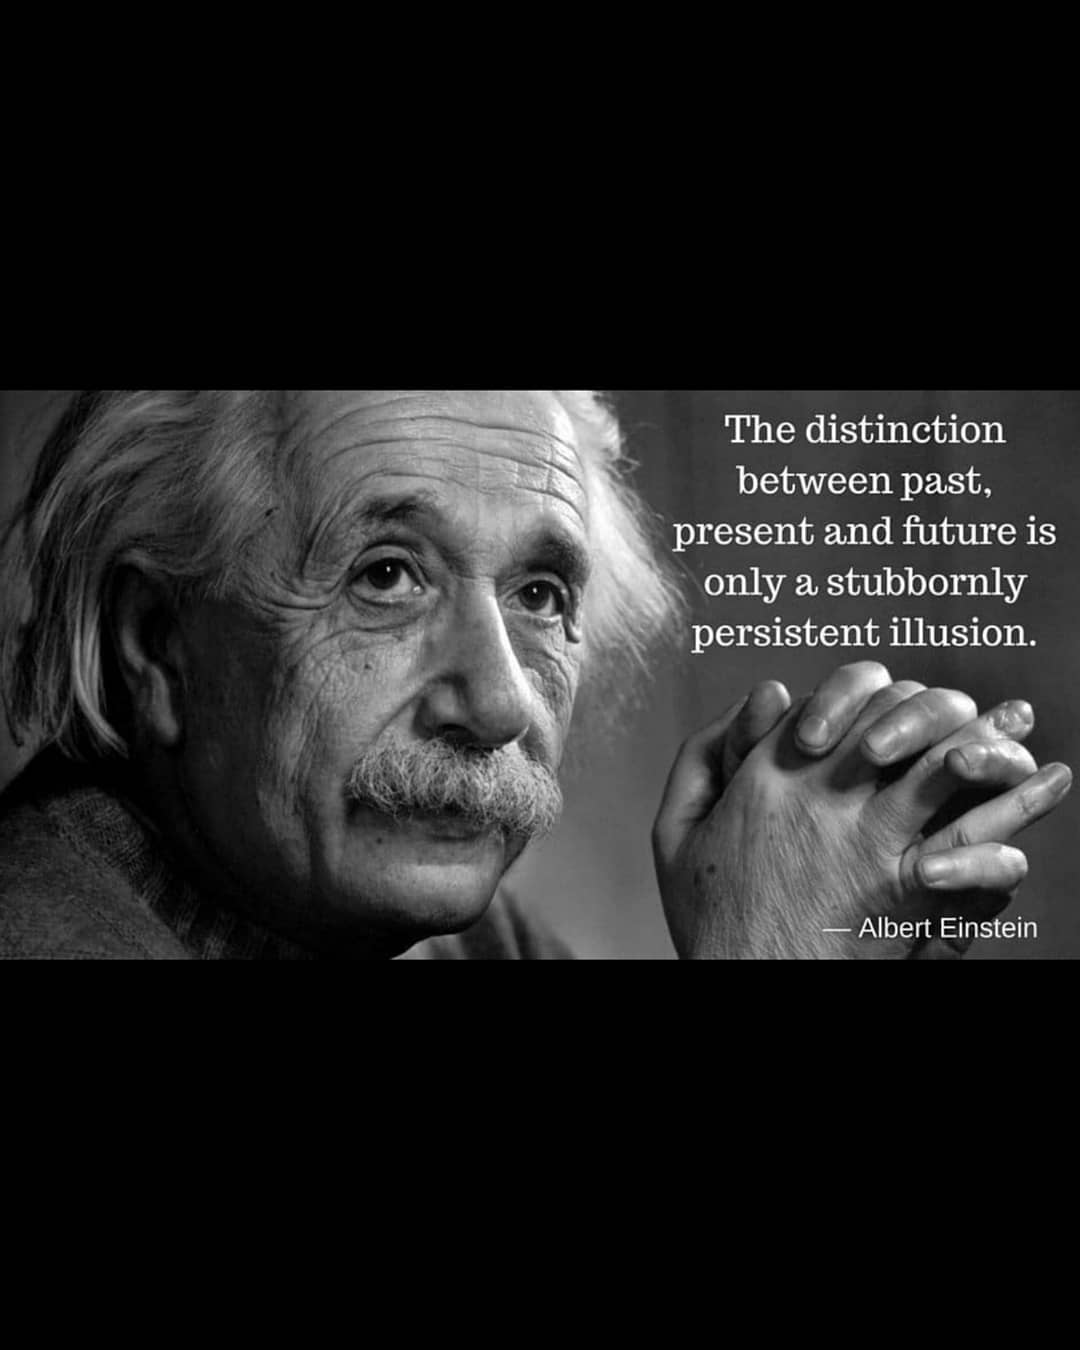 The distinction
between past,
present and future is
only a stubbornly
persistent illusion.
— Albert Einstein